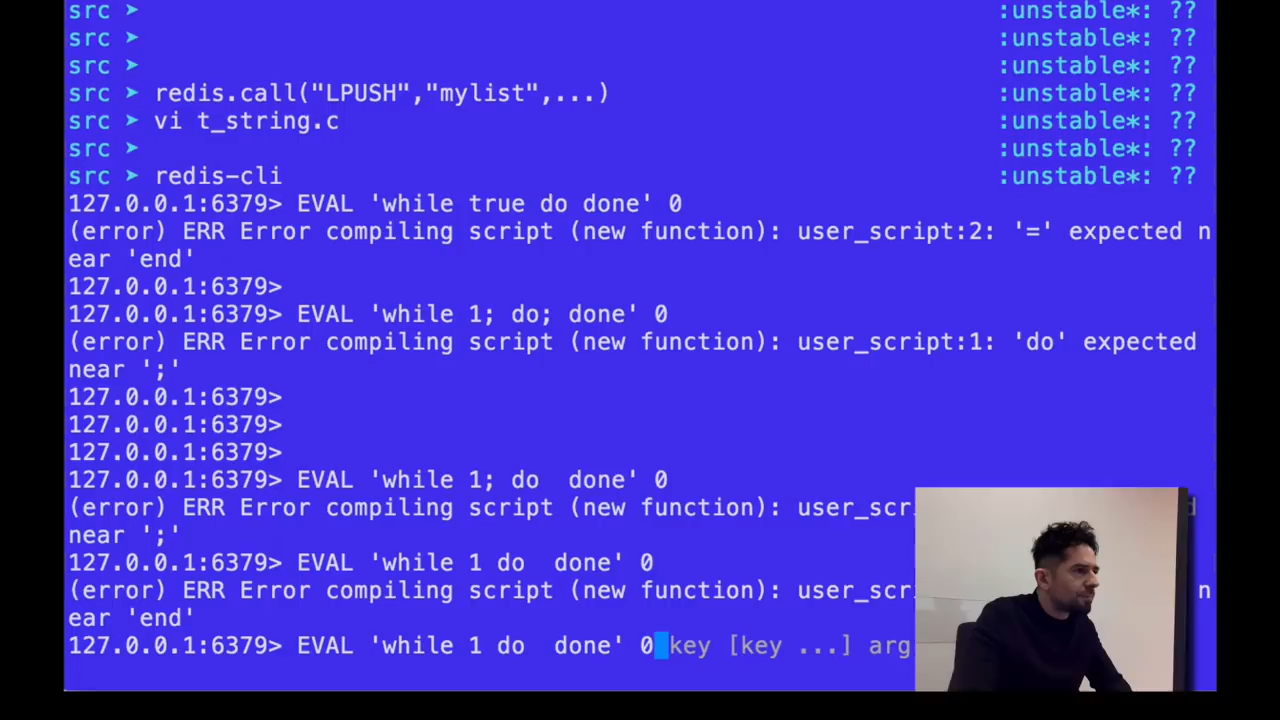 src ➤ :unstable*: ??
src ➤ :unstable*: ??
src ➤ :unstable*: ??
src ➤ redis.call("LPUSH","mylist",...) :unstable*: ??
src ➤ vi t_string.c :unstable*: ??
src ➤ :unstable*: ??
src ➤ redis-cli :unstable*: ??
127.0.0.1:6379> EVAL 'while true do done' 0
(error) ERR Error compiling script (new function): user_script:2: '=' expected n
ear 'end'
127.0.0.1:6379>
127.0.0.1:6379> EVAL 'while 1; do; done' 0
(error) ERR Error compiling script (new function): user_script:1: 'do' expected
near ';'
127.0.0.1:6379>
127.0.0.1:6379>
127.0.0.1:6379>
127.0.0.1:6379> EVAL 'while 1; do  done' 0
(error) ERR Error compiling script (new function): user_scr
near ';'
127.0.0.1:6379> EVAL 'while 1 do  done' 0
(error) ERR Error compiling script (new function): user_scr n
ear 'end'
127.0.0.1:6379> EVAL 'while 1 do  done' 0 key [key ...] arg